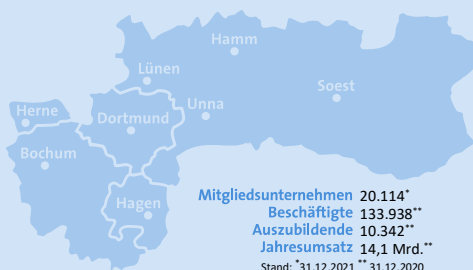 Hamm
Lünen
Soest
Unna
Herne
Dortmund
Bochum
Hagen
Mitgliedsunternehmen 20.114*
Beschäftigte 133.938**
Auszubildende 10.342**
Jahresumsatz 14,1 Mrd.**
Stand: *31.12.2021, ** 31.12.2020